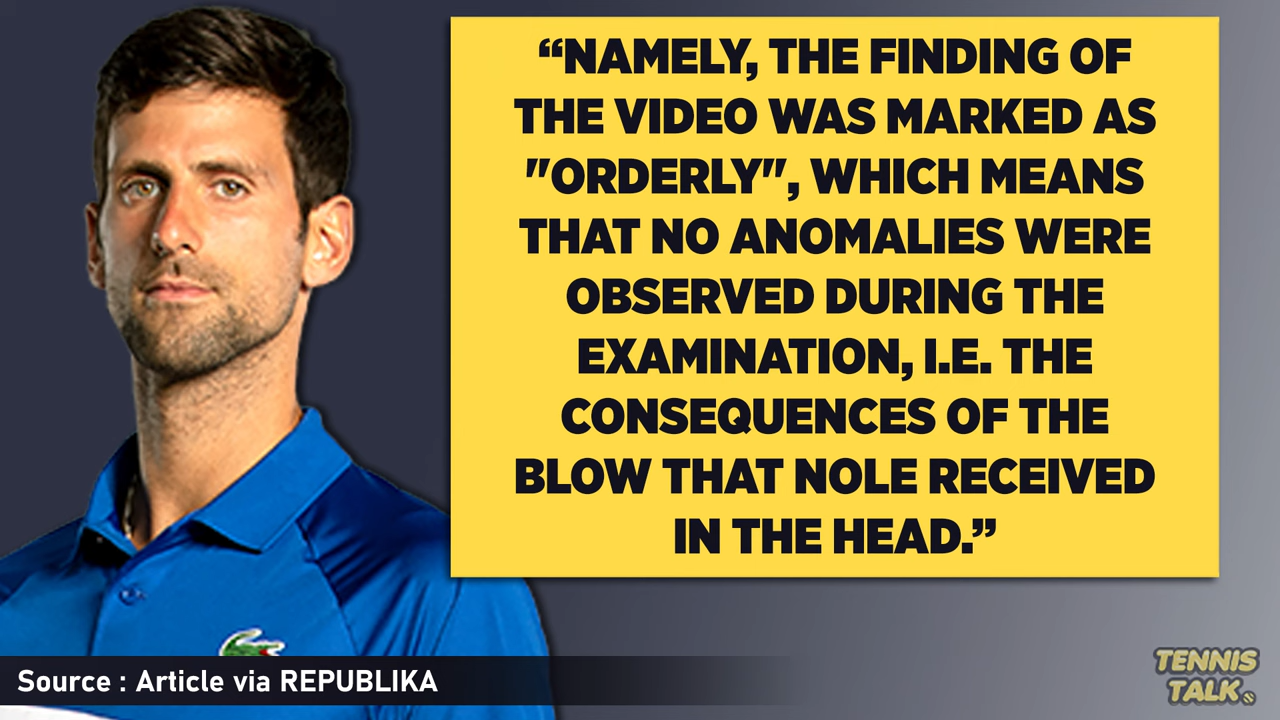 “NAMELY, THE FINDING OF
THE VIDEO WAS MARKED AS
"ORDERLY", WHICH MEANS
THAT NO ANOMALIES WERE
OBSERVED DURING THE
EXAMINATION, I.E. THE
CONSEQUENCES OF THE
BLOW THAT NOLE RECEIVED
IN THE HEAD.”
Source : Article via REPUBLIKA
TENNIS
TALK